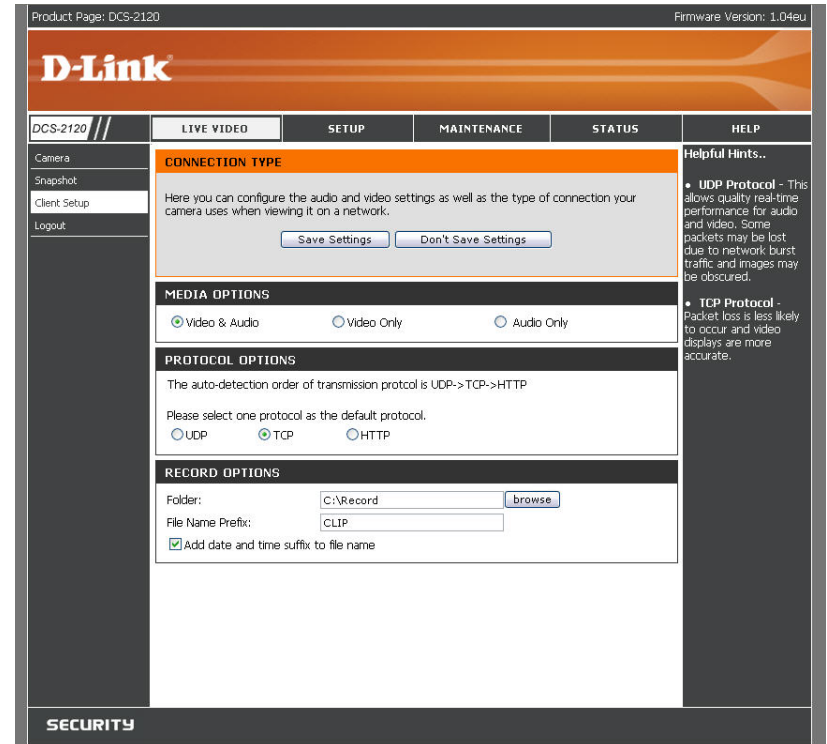 Product Page: DCS-2120
Firmware Version: 1.04eu
D-Link
DCS-2120
LIVE VIDEO
SETUP
MAINTENANCE
STATUS
HELP
Camera
Snapshot
Client Setup
Logout
CONNECTION TYPE
Here you can configure the audio and video settings as well as the type of connection your
camera uses when viewing it on a network.
Save Settings
Don't Save Settings
MEDIA OPTIONS
Video & Audio
Video Only
Audio Only
PROTOCOL OPTIONS
The auto-detection order of transmission protcol is UDP->TCP->HTTP
Please select one protocol as the default protocol.
UDP
TCP
HTTP
RECORD OPTIONS
Folder:
C:\Record
browse
File Name Prefix:
CLIP
Add date and time suffix to file name
Helpful Hints..
• UDP Protocol - This
allows quality real-time
performance for audio
and video. Some
packets may be lost
due to network burst
traffic and images may
be obscured.
• TCP Protocol -
Packet loss is less likely
to occur and video
displays are more
accurate.
SECURITY